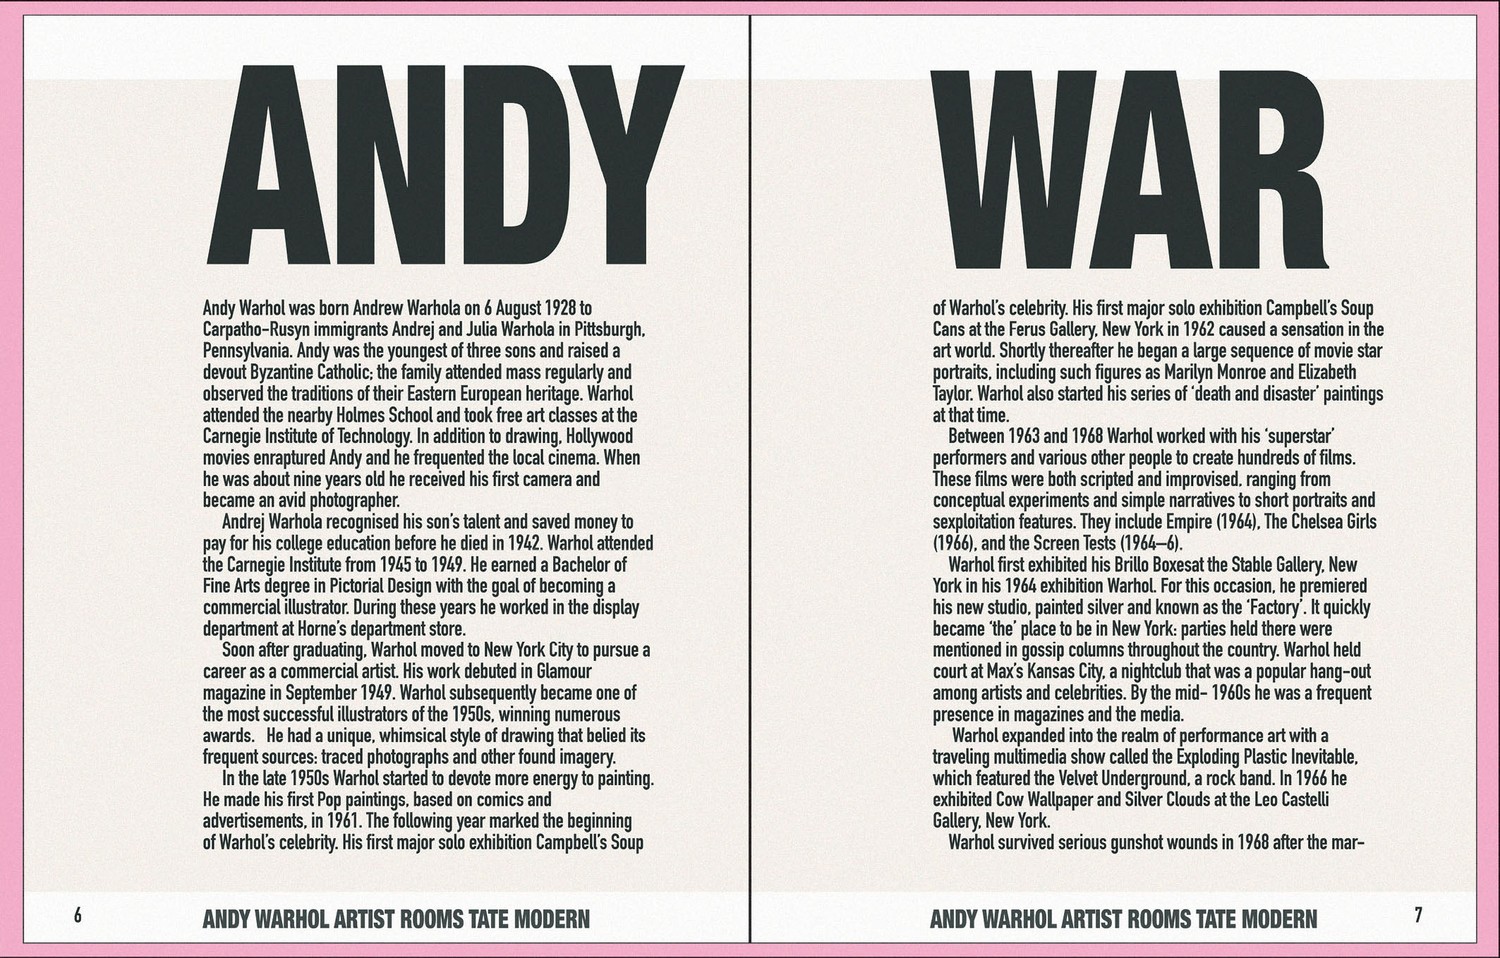 ANDY
Andy Warhol was born Andrew Warhola on 6 August 1928 to
Carpatho-Rusyn immigrants Andrej and Julia Warhola in Pittsburgh,
Pennsylvania. Andy was the youngest of three sons and raised a
devout Byzantine Catholic; the family attended mass regularly and
observed the traditions of their Eastern European heritage. Warhol
attended the nearby Holmes School and took free art classes at the
Carnegie Institute of Technology. In addition to drawing, Hollywood
movies enraptured Andy and he frequented the local cinema. When
he was about nine years old he received his first camera and
became an avid photographer.
Andrej Warhola recognised his son's talent and saved money to
pay for his college education before he died in 1942. Warhol attended
the Carnegie Institute from 1945 to 1949. He earned a Bachelor of
Fine Arts degree in Pictorial Design with the goal of becoming a
commercial illustrator. During these years he worked in the display
department at Horne's department store.
Soon after graduating, Warhol moved to New York City to pursue a
career as a commercial artist. His work debuted in Glamour
magazine in September 1949. Warhol subsequently became one of
the most successful illustrators of the 1950s, winning numerous
awards. He had a unique, whimsical style of drawing that belied its
frequent sources: traced photographs and other found imagery.
In the late 1950s Warhol started to devote more energy to painting.
He made his first Pop paintings, based on comics and
advertisements, in 1961. The following year marked the beginning
of Warhol's celebrity. His first major solo exhibition Campbell's Soup
6
ANDY WARHOL ARTIST ROOMS TATE MODERN
WAR
of Warhol's celebrity. His first major solo exhibition Campbell's Soup
Cans at the Ferus Gallery, New York in 1962 caused a sensation in the
art world. Shortly thereafter he began a large sequence of movie star
portraits, including such figures as Marilyn Monroe and Elizabeth
Taylor. Warhol also started his series of 'death and disaster' paintings
at that time.
Between 1963 and 1968 Warhol worked with his 'superstar'
performers and various other people to create hundreds of films.
These films were both scripted and improvised, ranging from
conceptual experiments and simple narratives to short portraits and
sexploitation features. They include Empire (1964), The Chelsea Girls
(1966), and the Screen Tests (1964–6).
Warhol first exhibited his Brillo Boxesat the Stable Gallery, New
York in his 1964 exhibition Warhol. For this occasion, he premiered
his new studio, painted silver and known as the 'Factory'. It quickly
became 'the' place to be in New York: parties held there were
mentioned in gossip columns throughout the country. Warhol held
court at Max's Kansas City, a nightclub that was a popular hang-out
among artists and celebrities. By the mid- 1960s he was a frequent
presence in magazines and the media.
Warhol expanded into the realm of performance art with a
traveling multimedia show called the Exploding Plastic Inevitable,
which featured the Velvet Underground, a rock band. In 1966 he
exhibited Cow Wallpaper and Silver Clouds at the Leo Castelli
Gallery, New York.
Warhol survived serious gunshot wounds in 1968 after the mar-
ANDY WARHOL ARTIST ROOMS TATE MODERN
7